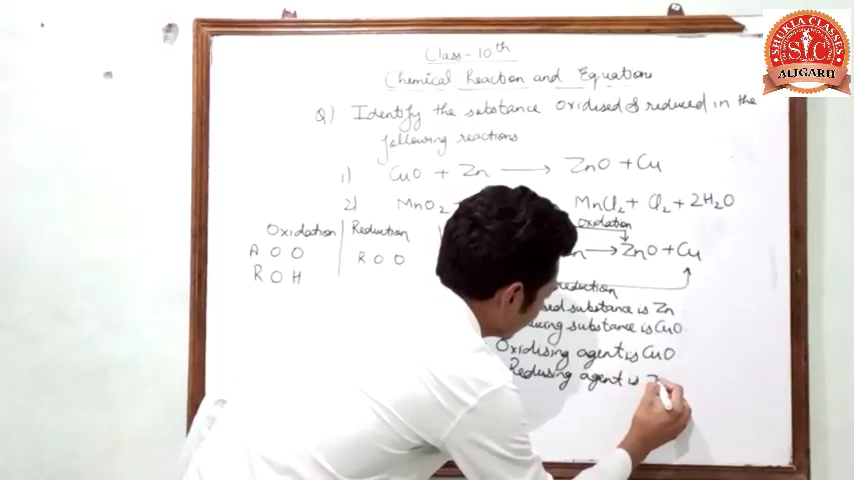 Class-10th
Chemical Reaction and Equation
Q) Identify the substance oxidised & reduced in the
following reactions
1) CuO + Zn → ZnO + Cu
2) MnO2 MnCl2 + Cl2 + 2H2O
Oxidation | Reduction
A O O
R O O
R O H
oxidation
→ ZnO + Cu
reduction
substance is Zn
substance is CuO
Oxidising agent is CuO
Redusing agent is
SHUKLA CLASSES
SC
ALIGARH